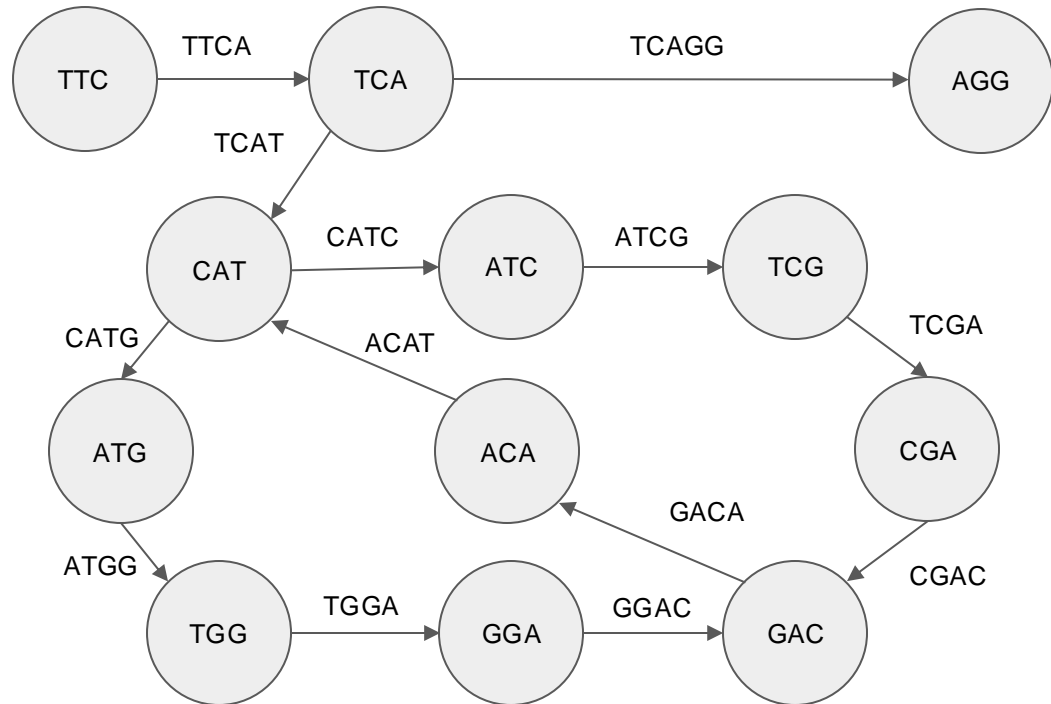 TTCA
TCAGG
TTC
TCA
AGG
TCAT
CATC
ATCG
CAT
ATC
TCG
TCGA
CATG
ACAT
ATG
ACA
CGA
GACA
ATGG
CGAC
TGGA
GGAC
TGG
GGA
GAC